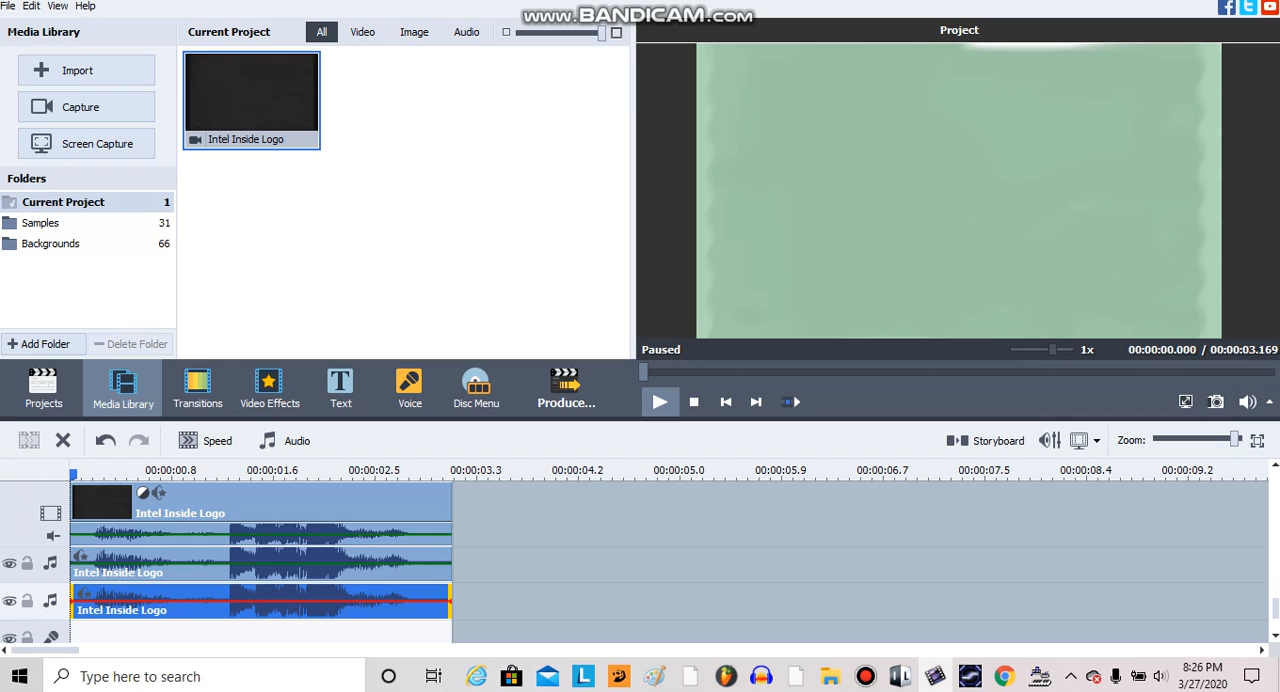 File Edit View Help
www.BANDICAM.com
Media Library
Current Project
All
Video
Image
Audio
Project
Import
Capture
Screen Capture
Intel Inside Logo
Folders
Current Project 1
Samples 31
Backgrounds 66
Add Folder
Delete Folder
Paused
1x
00:00:00.000 / 00:00:03.169
Projects
Media Library
Transitions
Video Effects
Text
Voice
Disc Menu
Produce...
Speed
Audio
Storyboard
Zoom:
00:00:00.8 00:00:01.6 00:00:02.5 00:00:03.3 00:00:04.2 00:00:05.0 00:00:05.9 00:00:06.7 00:00:07.5 00:00:08.4 00:00:09.2
Intel Inside Logo
Intel Inside Logo
Intel Inside Logo
Type here to search
8:26 PM
3/27/2020